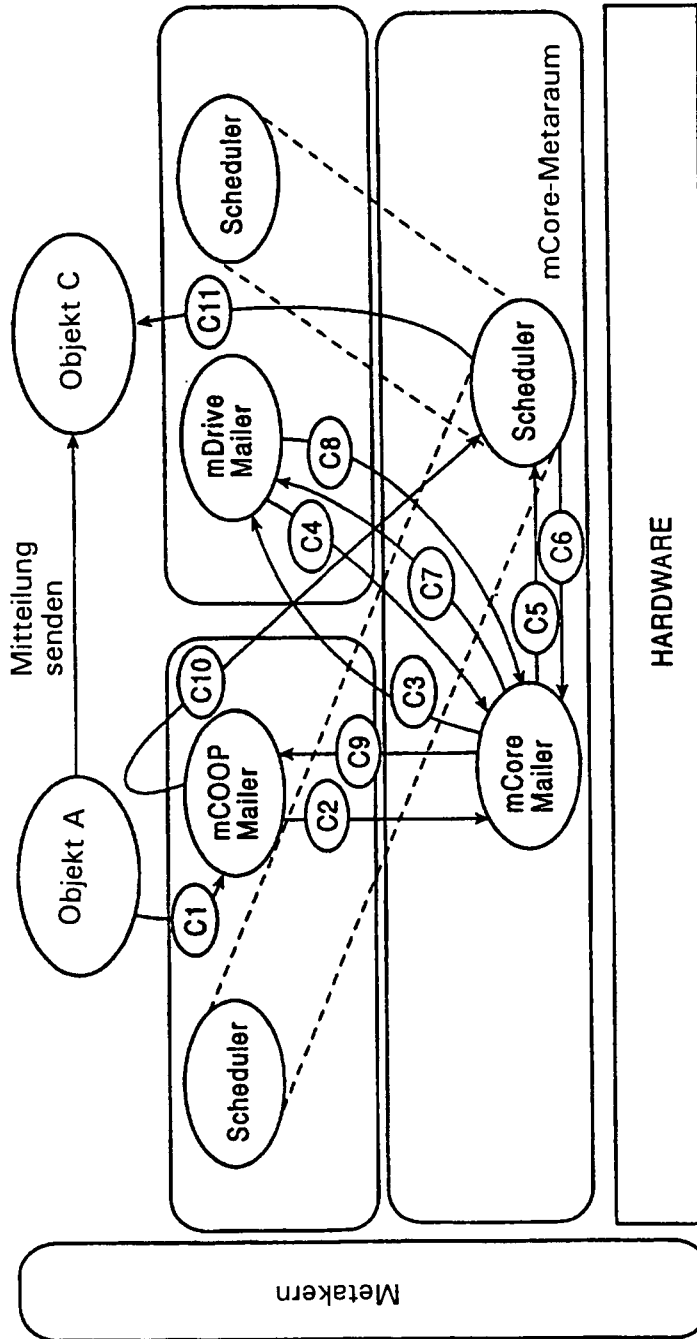 Mitteilung
senden
Objekt A
Objekt C
C1
C10
C11
Scheduler
mCOOP
Mailer
mDrive
Mailer
Scheduler
C2
C9
C4
C8
C3
C7
mCore-Metaraum
mCore
Mailer
C5
C6
Scheduler
HARDWARE
Metakern